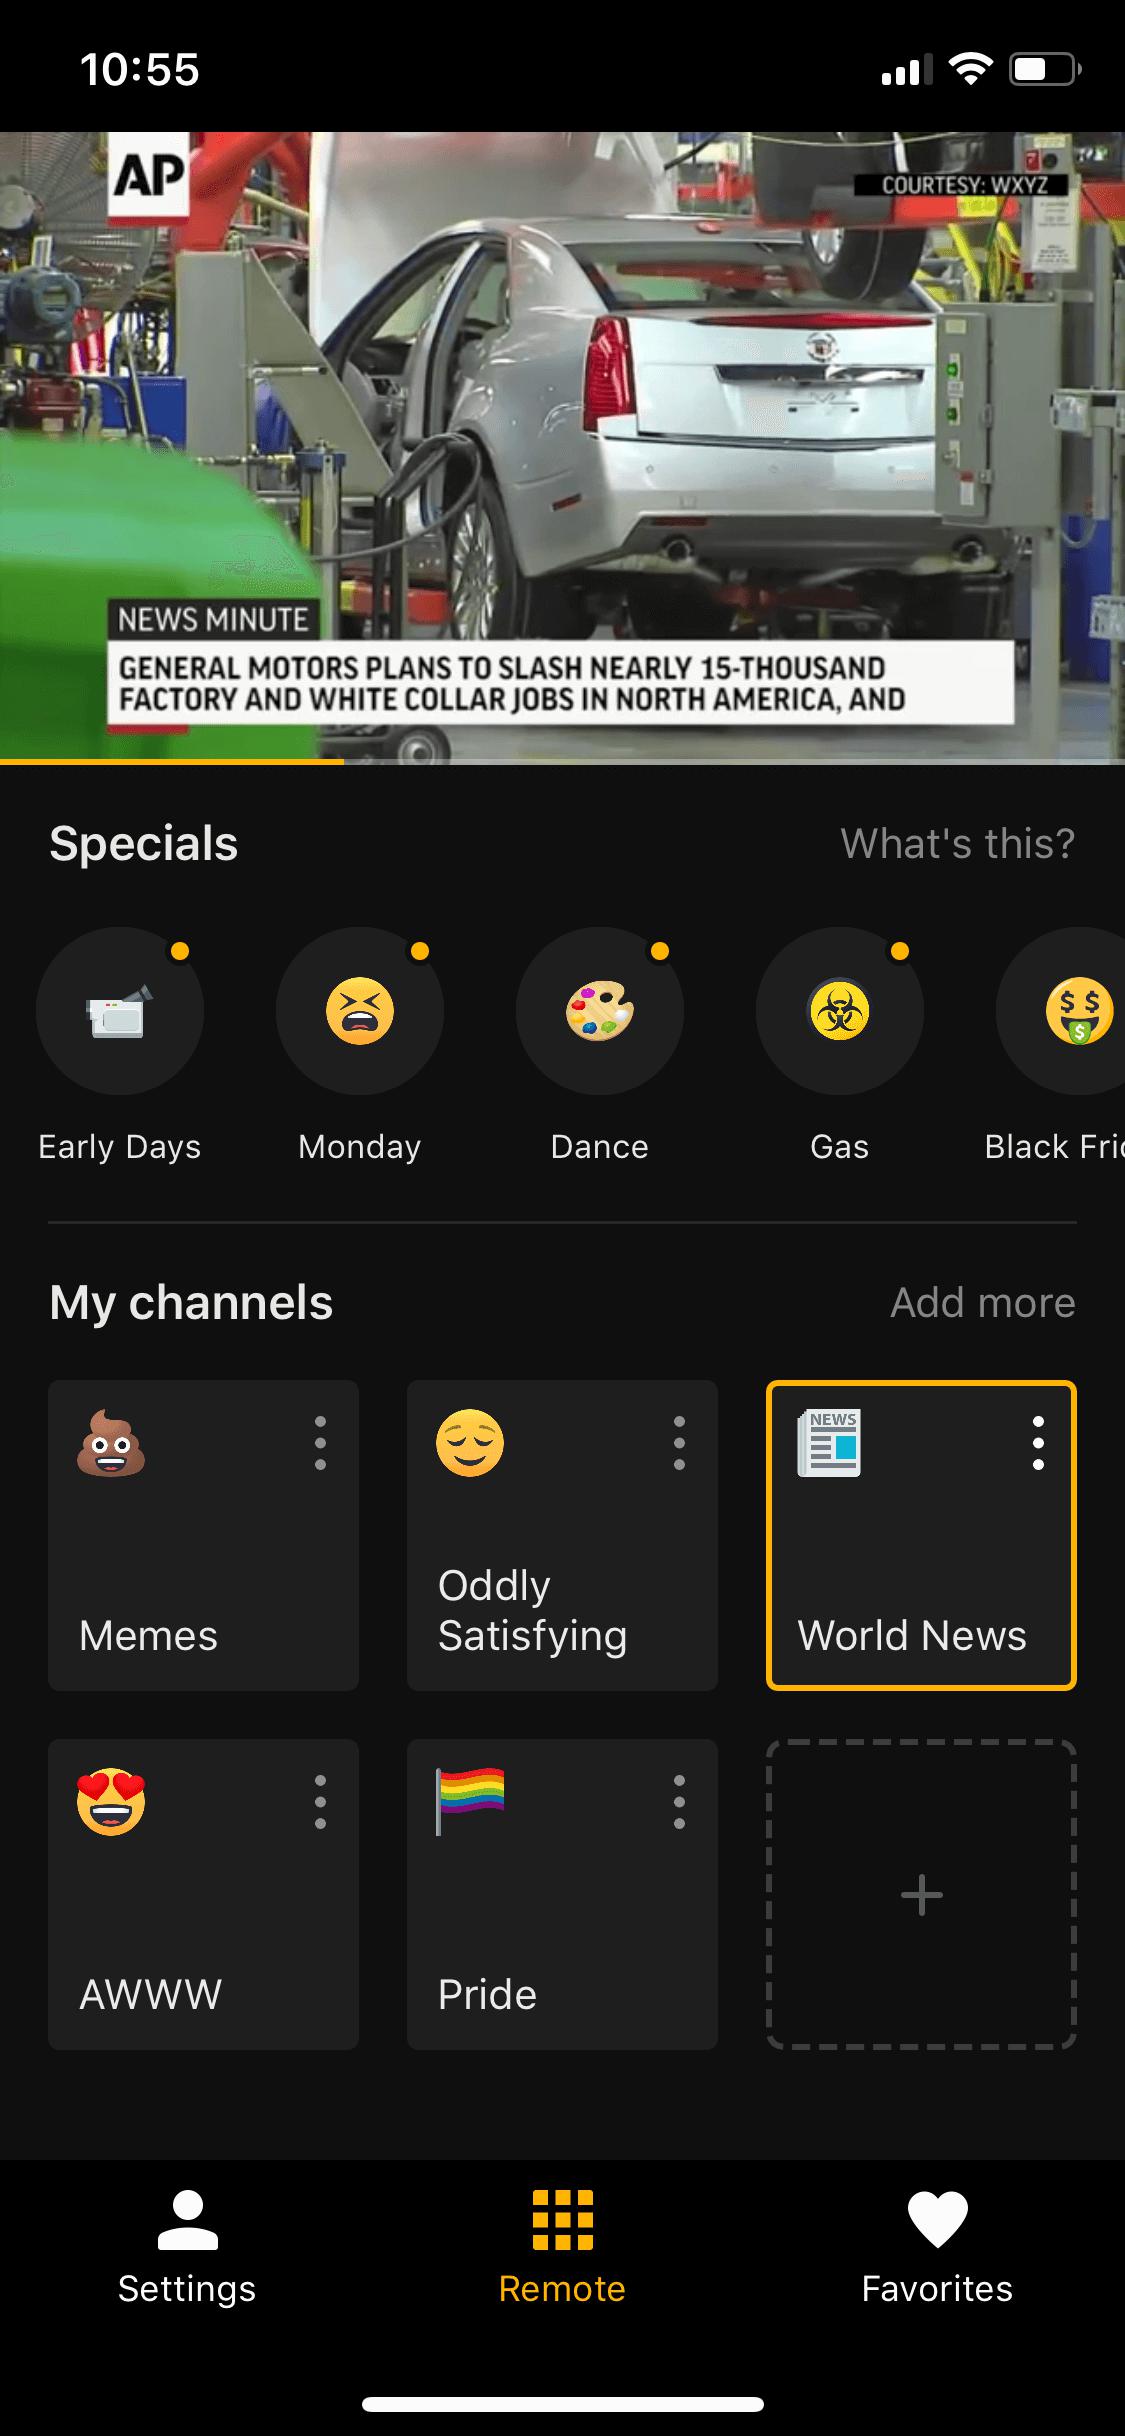 10:55
AP
COURTESY: WXYZ
NEWS MINUTE
GENERAL MOTORS PLANS TO SLASH NEARLY 15-THOUSAND
FACTORY AND WHITE COLLAR JOBS IN NORTH AMERICA, AND
Specials
What's this?
Early Days
Monday
Dance
Gas
Black Fri
My channels
Add more
NEWS
Memes
Oddly
Satisfying
World News
AWWW
Pride
Settings
Remote
Favorites